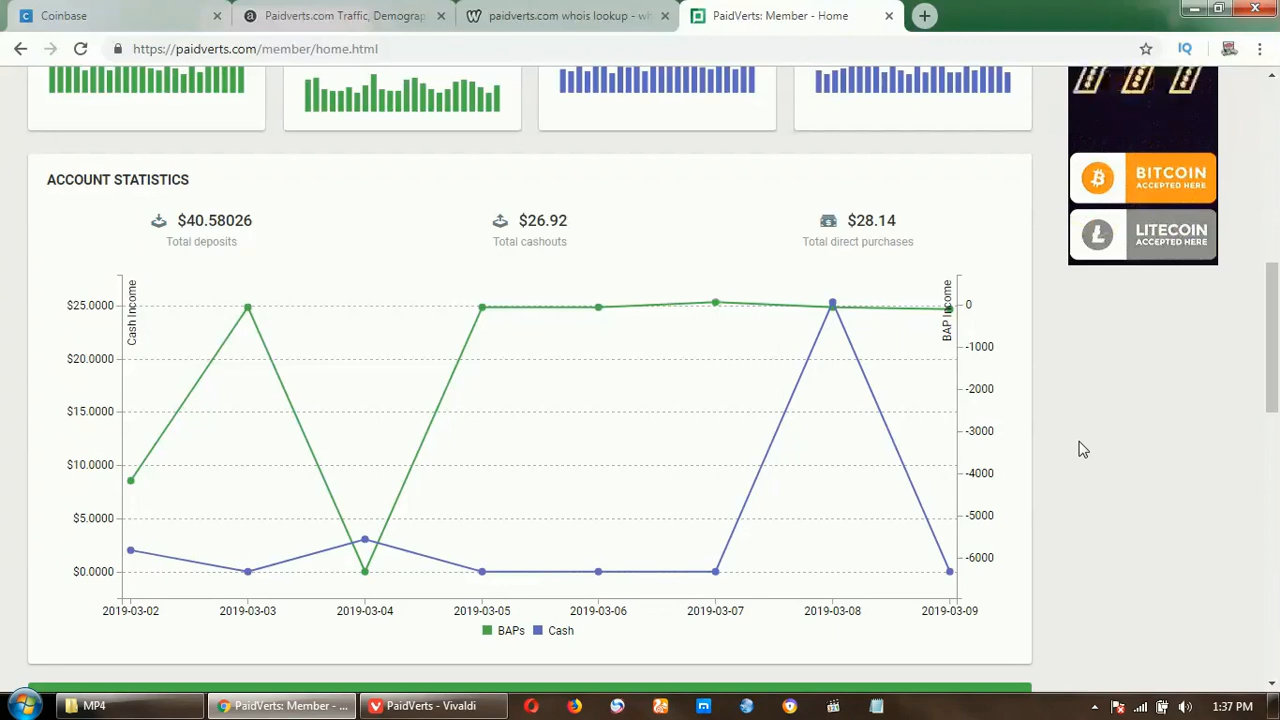 Coinbase
Paidverts.com Traffic, Demograp
paidverts.com whois lookup - wh
PaidVerts: Member - Home
https://paidverts.com/member/home.html
IQ
BITCOIN
ACCEPTED HERE
LITECOIN
ACCEPTED HERE
ACCOUNT STATISTICS
$40.58026
Total deposits
$26.92
Total cashouts
$28.14
Total direct purchases
Cash Income
BAP Income
$25.0000
0
$20.0000
-1000
$15.0000
-2000
-3000
$10.0000
-4000
$5.0000
-5000
$0.0000
-6000
2019-03-02 2019-03-03 2019-03-04 2019-03-05 2019-03-06 2019-03-07 2019-03-08 2019-03-09
BAPs Cash
MP4
PaidVerts: Member - ...
PaidVerts - Vivaldi
1:37 PM